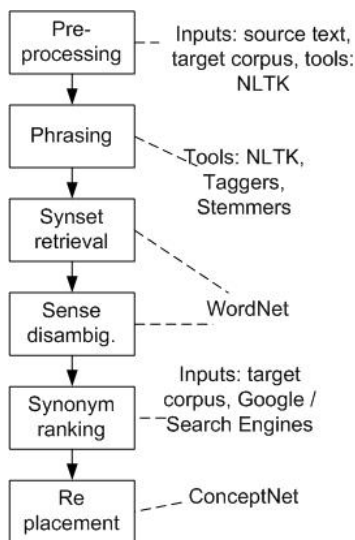 Pre-
processing
Inputs: source text,
target corpus, tools:
NLTK
Phrasing
Tools: NLTK,
Taggers,
Stemmers
Synset
retrieval
WordNet
Sense
disambig.
Inputs: target
corpus, Google /
Search Engines
Synonym
ranking
Re
placement
ConceptNet